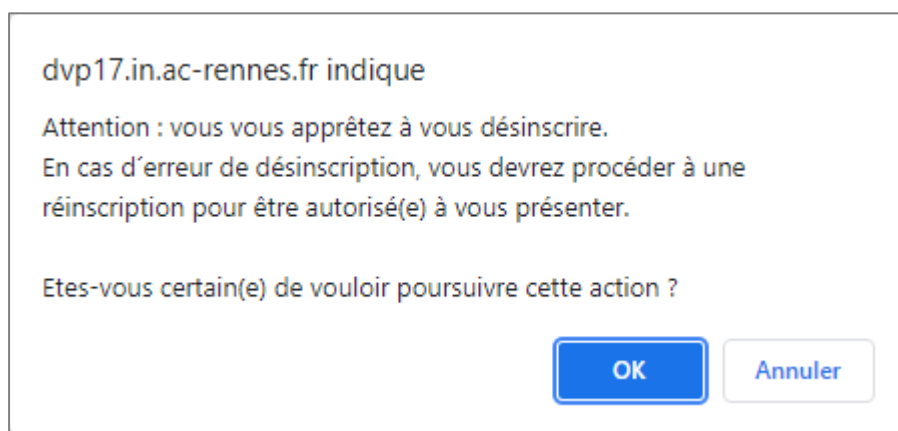 dvp17.in.ac-rennes.fr indique
Attention : vous vous apprêtez à vous désinscrire.
En cas d´erreur de désinscription, vous devrez procéder à une
réinscription pour être autorisé(e) à vous présenter.
Etes-vous certain(e) de vouloir poursuivre cette action ?
OK
Annuler